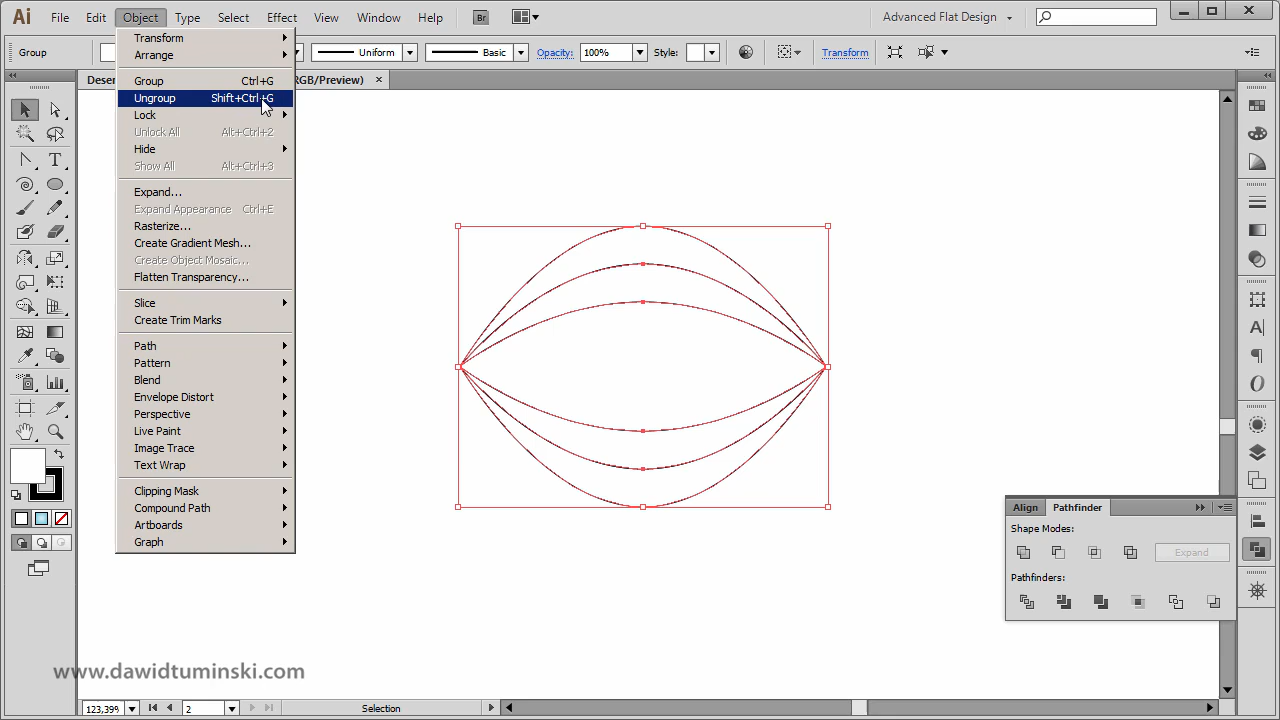 Ai File Edit Object Type Select Effect View Window Help Br Advanced Flat Design
Group Uniform Basic Opacity: 100% Style: Transform
RGB/Preview) ×
Transform
Arrange
Group Ctrl+G
Ungroup Shift+Ctrl+G
Lock
Unlock All Alt+Ctrl+2
Hide
Show All Alt+Ctrl+3
Expand...
Expand Appearance Ctrl+E
Rasterize...
Create Gradient Mesh...
Create Object Mosaic...
Flatten Transparency...
Slice
Create Trim Marks
Path
Pattern
Blend
Envelope Distort
Perspective
Live Paint
Image Trace
Text Wrap
Clipping Mask
Compound Path
Artboards
Graph
Align Pathfinder
Shape Modes:
Expand
Pathfinders:
www.dawidtuminski.com
123,39% 2 Selection